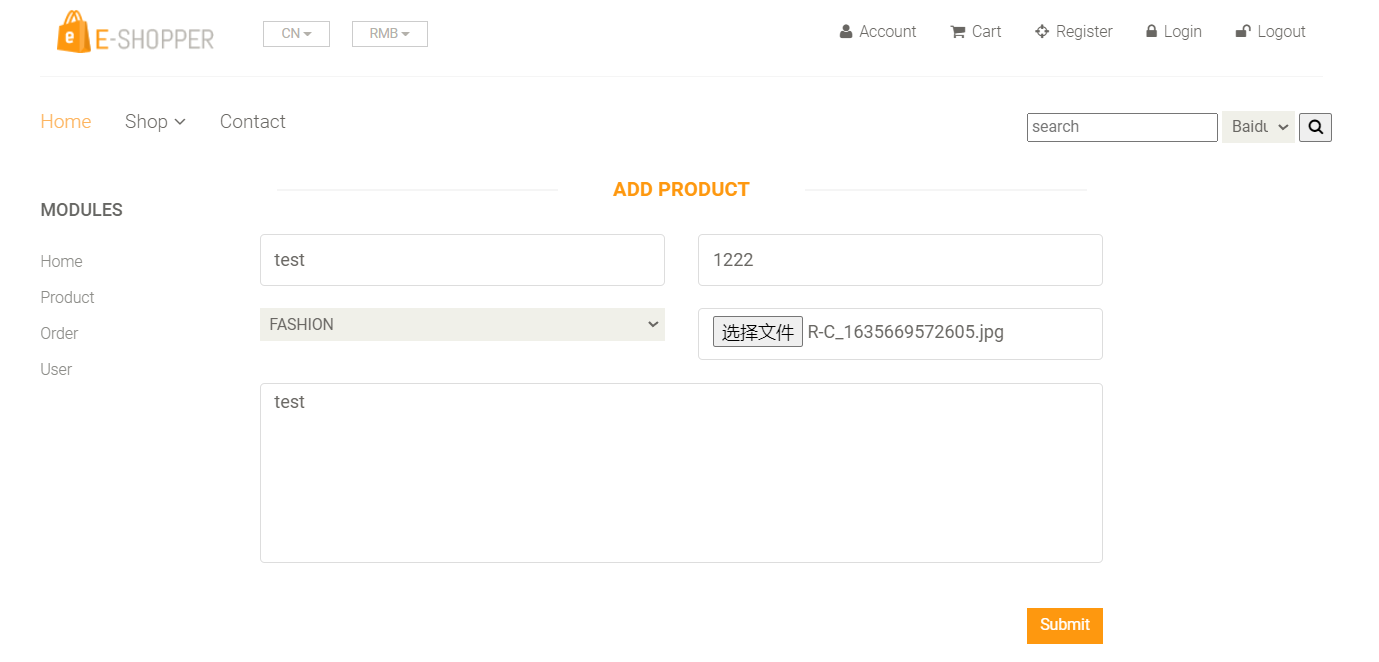 E-SHOPPER CN RMB Account Cart Register Login Logout
Home Shop Contact search Baidu
ADD PRODUCT
MODULES
test 1222
Home
Product
FASHION 选择文件 R-C_1635669572605.jpg
Order
User
test
Submit